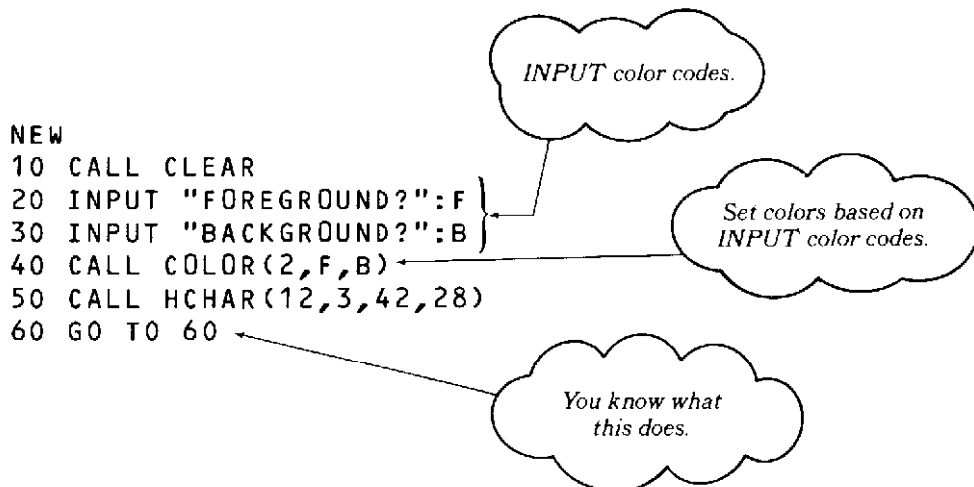 INPUT color codes.
NEW
10 CALL CLEAR
20 INPUT "FOREGROUND?":F
30 INPUT "BACKGROUND?":B
40 CALL COLOR(2,F,B)
50 CALL HCHAR(12,3,42,28)
60 GO TO 60
Set colors based on
INPUT color codes.
You know what
this does.